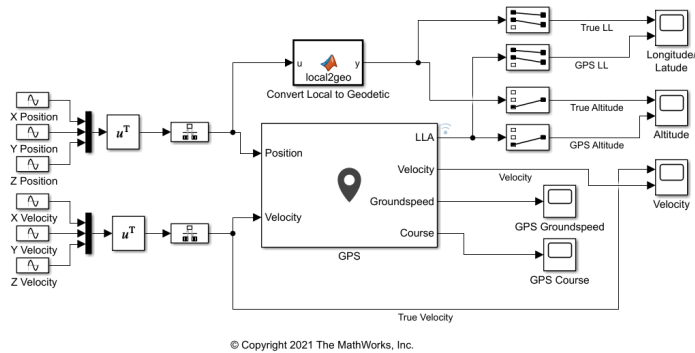 True LL
Longitude/
Latude
u
y
local2geo
Convert Local to Geodetic
GPS LL
X Position
Y Position
Z Position
uT
True Altitude
Altitude
GPS Altitude
LLA
Position
Velocity
Velocity
Velocity
Groundspeed
Velocity
GPS Groundspeed
Course
X Velocity
Y Velocity
Z Velocity
uT
GPS
GPS Course
True Velocity
© Copyright 2021 The MathWorks, Inc.